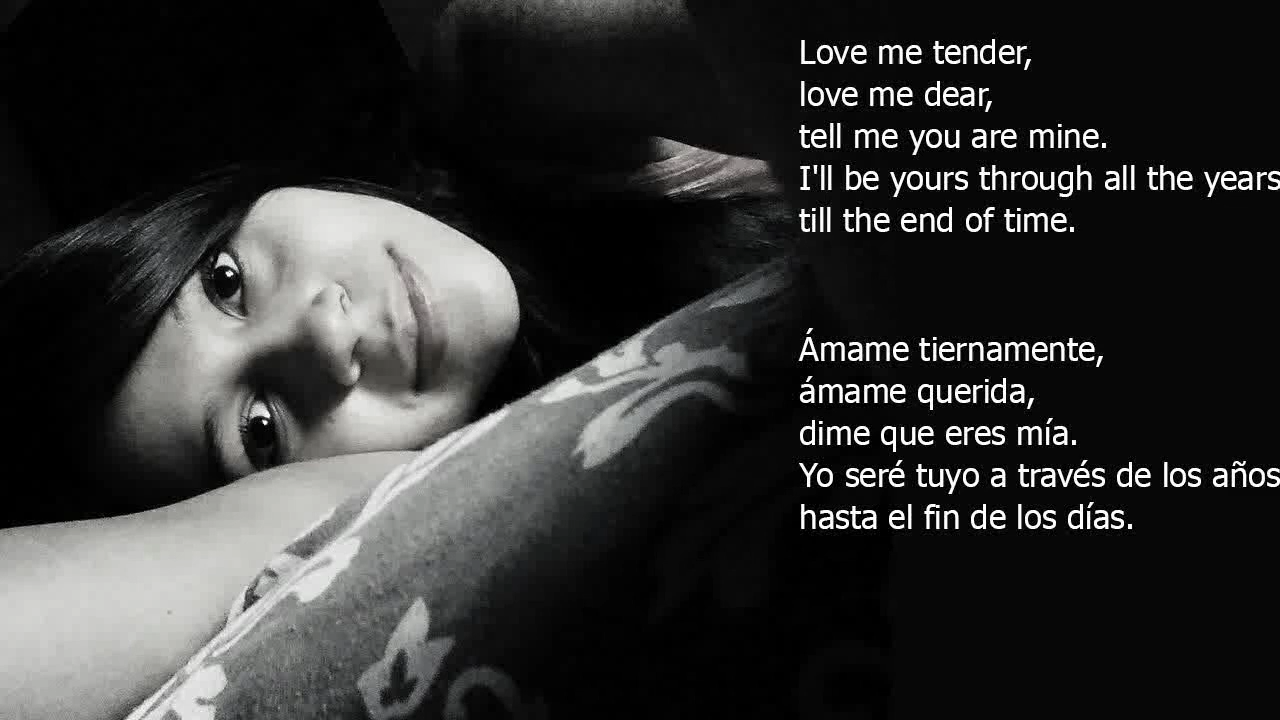 Love me tender,
love me dear,
tell me you are mine.
I'll be yours through all the years
till the end of time.
Ámame tiernamente,
ámame querida,
dime que eres mía.
Yo seré tuyo a través de los años
hasta el fin de los días.